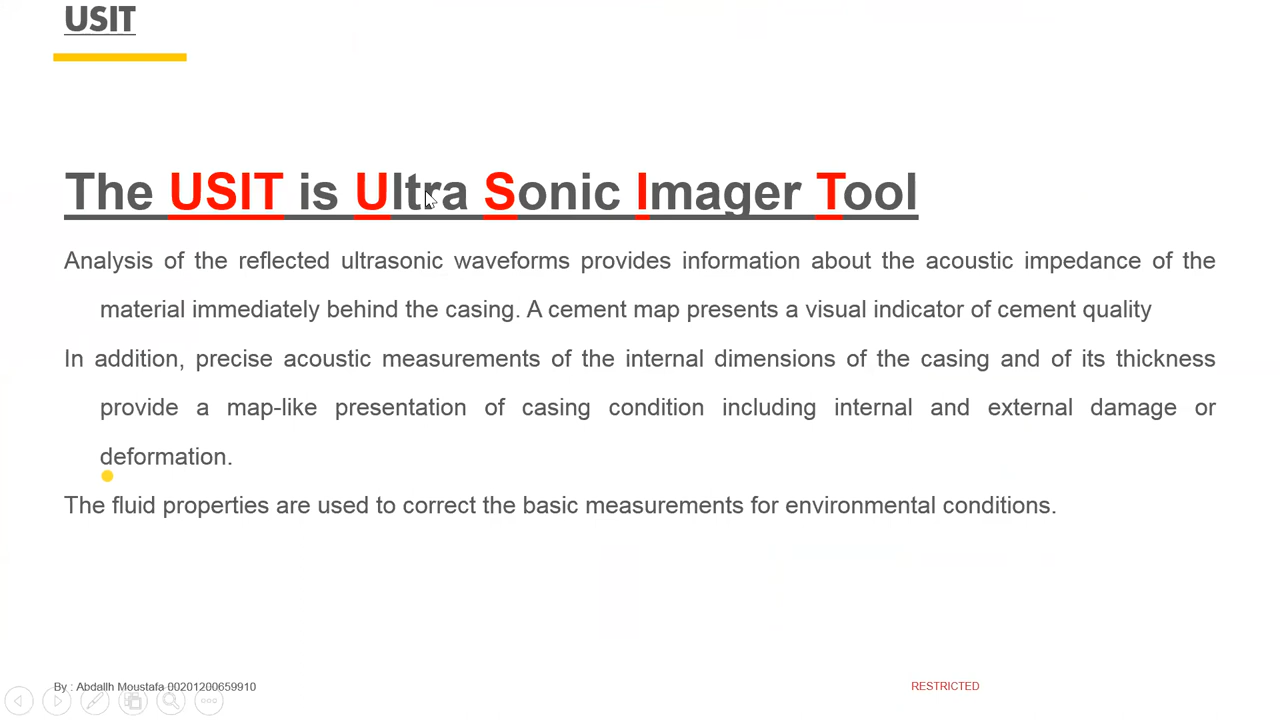 USIT
The USIT is Ultra Sonic Imager Tool
Analysis of the reflected ultrasonic waveforms provides information about the acoustic impedance of the
material immediately behind the casing. A cement map presents a visual indicator of cement quality
In addition, precise acoustic measurements of the internal dimensions of the casing and of its thickness
provide a map-like presentation of casing condition including internal and external damage or
deformation.
The fluid properties are used to correct the basic measurements for environmental conditions.
By : Abdallh Moustafa 00201200659910
RESTRICTED